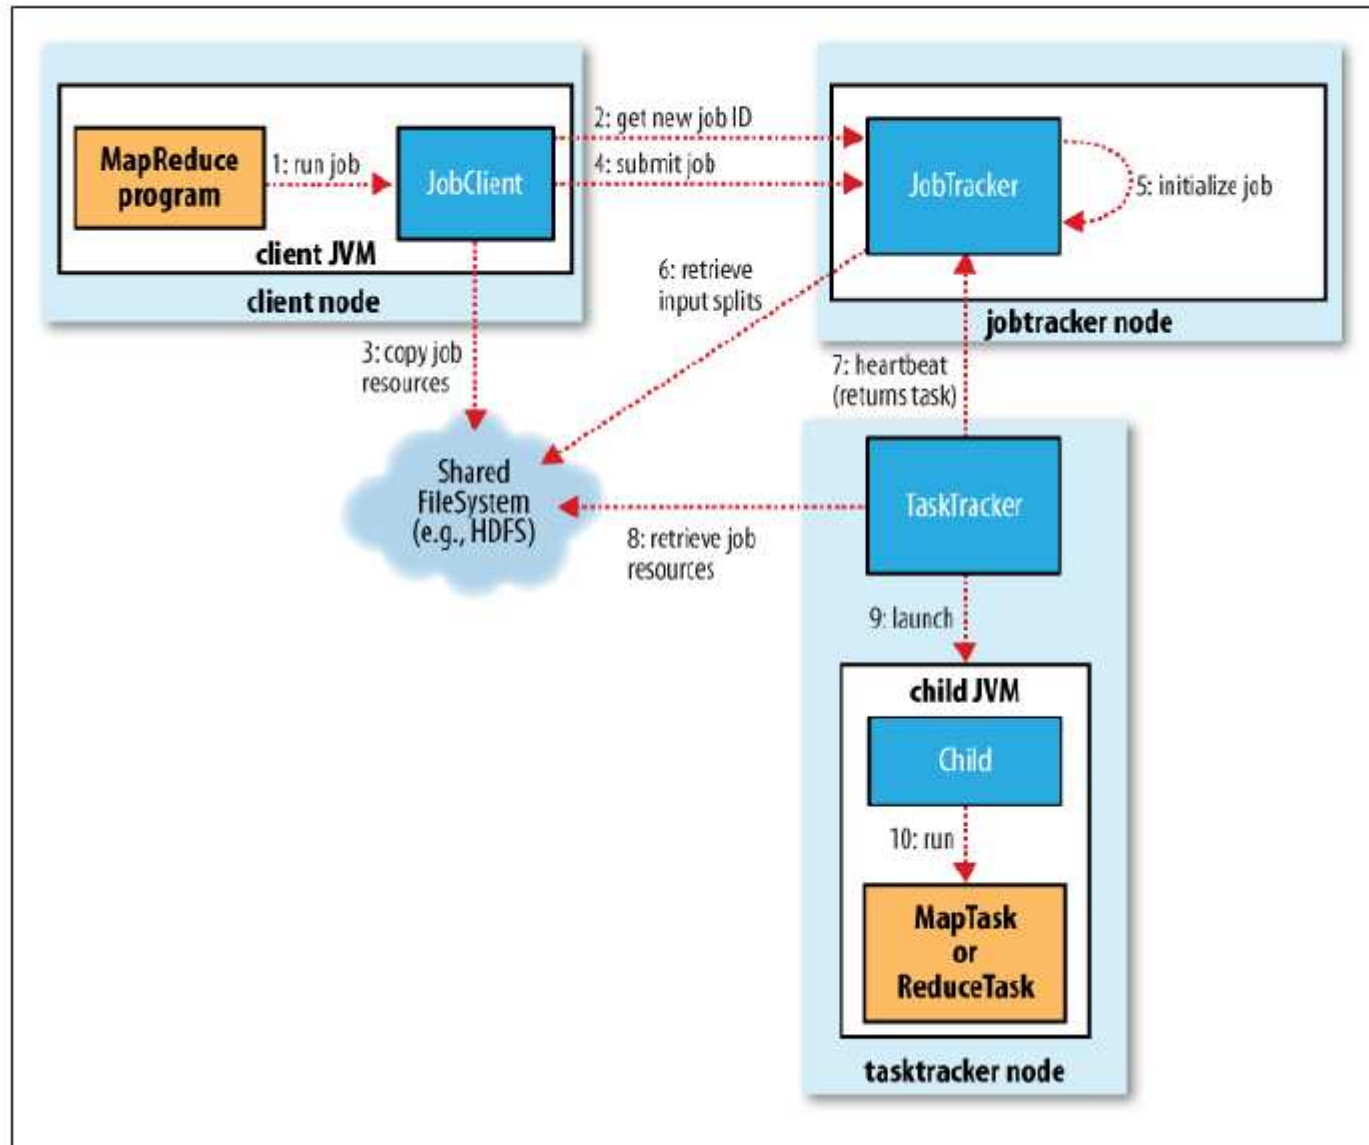 MapReduce
program
1: run job
JobClient
client JVM
client node
2: get new job ID
4: submit job
JobTracker
5: initialize job
jobtracker node
3: copy job
resources
6: retrieve
input splits
7: heartbeat
(returns task)
Shared
FileSystem
(e.g., HDFS)
8: retrieve job
resources
TaskTracker
9: launch
child JVM
Child
10: run
MapTask
or
ReduceTask
tasktracker node